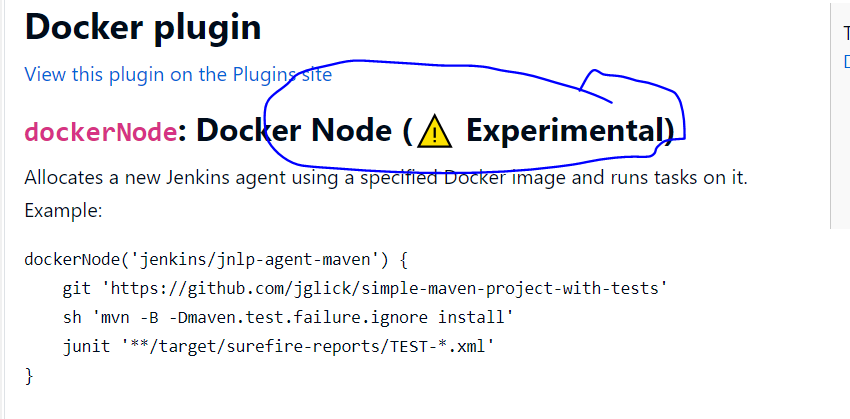 Docker plugin
View this plugin on the Plugins site
dockerNode: Docker Node (⚠ Experimental)
Allocates a new Jenkins agent using a specified Docker image and runs tasks on it.
Example:
dockerNode('jenkins/jnlp-agent-maven') {
    git 'https://github.com/jglick/simple-maven-project-with-tests'
    sh 'mvn -B -Dmaven.test.failure.ignore install'
    junit '**/target/surefire-reports/TEST-*.xml'
}